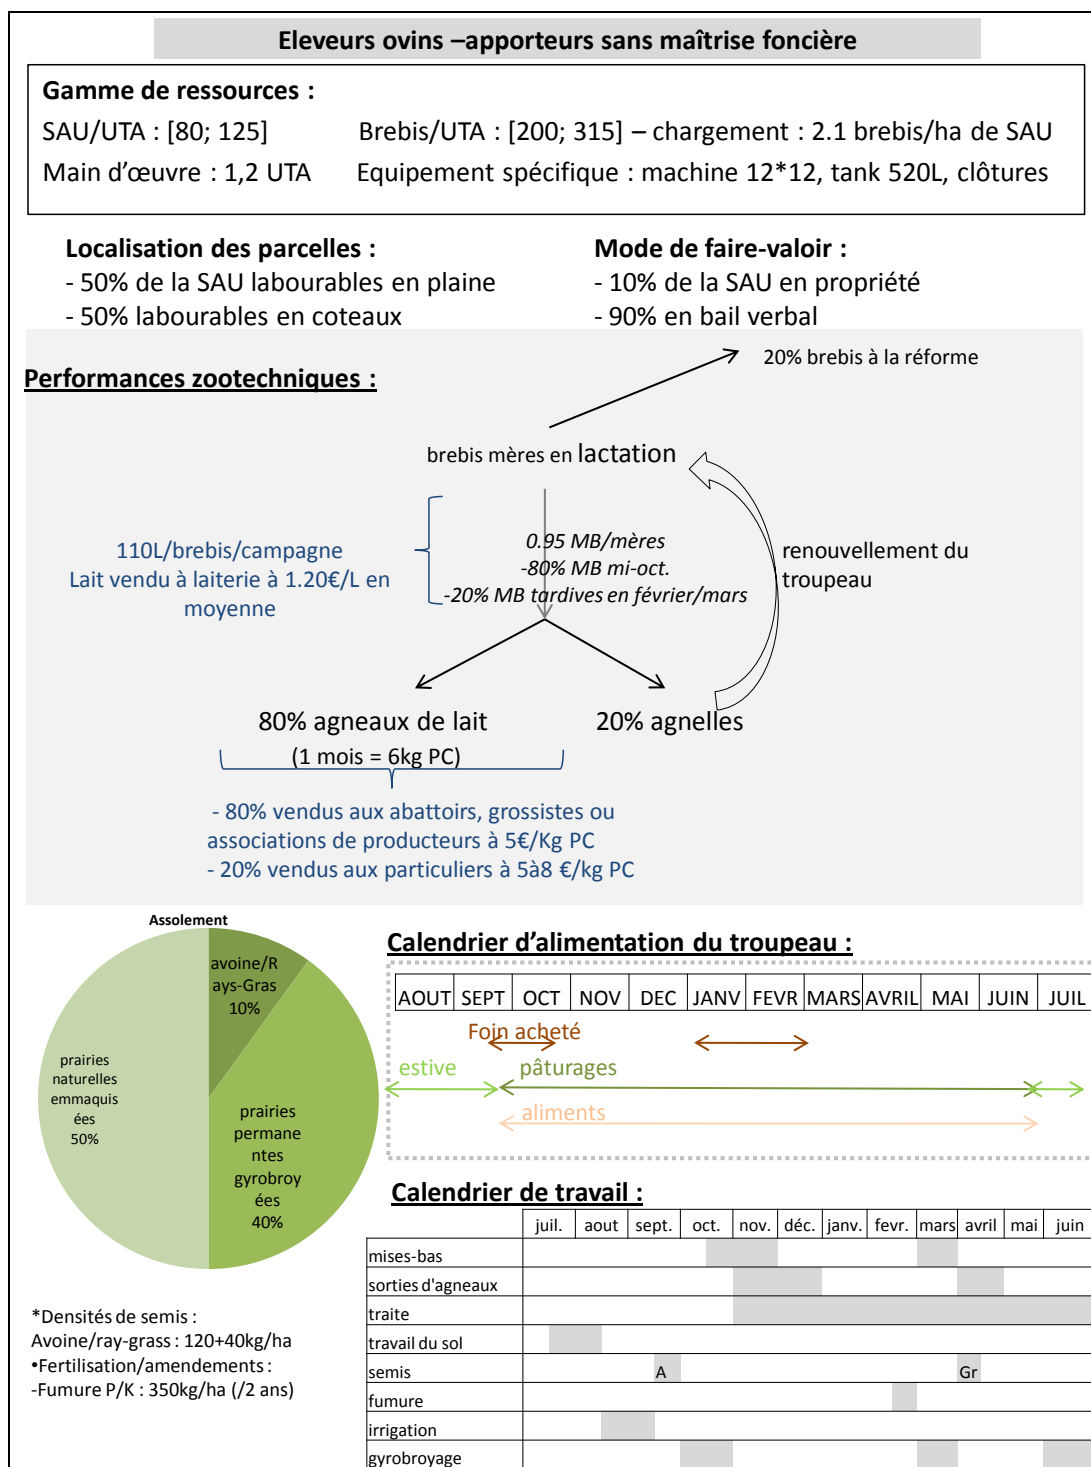 Eleveurs ovins –apporteurs sans maîtrise foncière
Gamme de ressources :
SAU/UTA : [80; 125] Brebis/UTA : [200; 315] – chargement : 2.1 brebis/ha de SAU
Main d'œuvre : 1,2 UTA Equipement spécifique : machine 12*12, tank 520L, clôtures
Localisation des parcelles :
- 50% de la SAU labourables en plaine
- 50% labourables en coteaux
Mode de faire-valoir :
- 10% de la SAU en propriété
- 90% en bail verbal
20% brebis à la réforme
Performances zootechniques :
brebis mères en lactation
110L/brebis/campagne
Lait vendu à laiterie à 1.20€/L en
moyenne
0.95 MB/mères
-80% MB mi-oct.
-20% MB tardives en février/mars
renouvellement du
troupeau
80% agneaux de lait
(1 mois = 6kg PC)
20% agnelles
- 80% vendus aux abattoirs, grossistes ou
associations de producteurs à 5€/Kg PC
- 20% vendus aux particuliers à 5à8 €/kg PC
Assolement
avoine/R
ays-Gras
10%
prairies
naturelles
emmaquis
ées
50%
prairies
permane
ntes
gyrobroy
ées
40%
Calendrier d'alimentation du troupeau :
AOUT SEPT OCT NOV DEC JANV FEVR MARS AVRIL MAI JUIN JUIL
Foin acheté
estive pâturages
aliments
Calendrier de travail :
juil. aout sept. oct. nov. déc. janv. fevr. mars avril mai juin
mises-bas
sorties d'agneaux
traite
travail du sol
semis A Gr
fumure
irrigation
gyrobroyage
*Densités de semis :
Avoine/ray-grass : 120+40kg/ha
•Fertilisation/amendements :
-Fumure P/K : 350kg/ha (/2 ans)